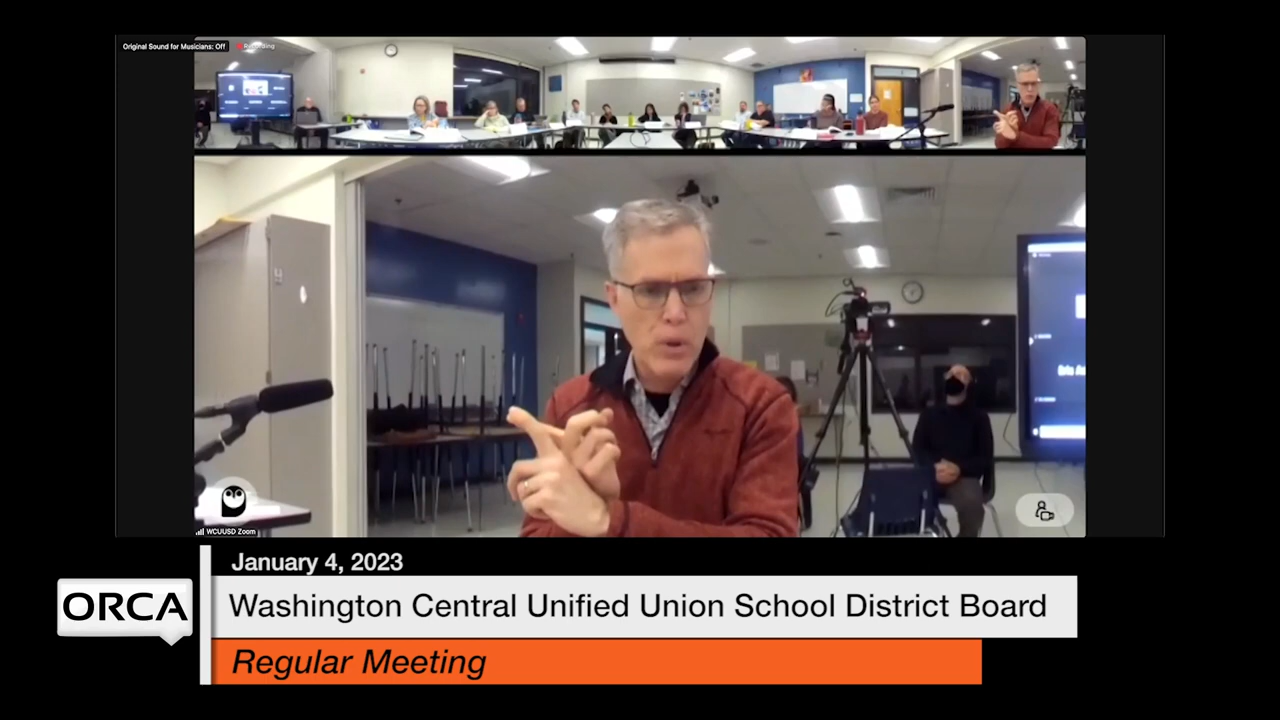 Original Sound for Musicians: Off
Recording
WCUUSD Zoom
January 4, 2023
ORCA
Washington Central Unified Union School District Board
Regular Meeting